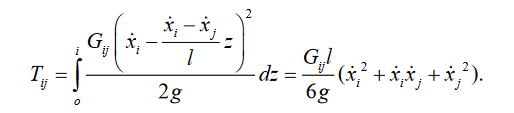 T_{ij} = \int_{o}^{i} \frac{G_{ij}\left(\dot{x}_i - \frac{\dot{x}_i - \dot{x}_j}{l} z\right)^2}{2g} dz = \frac{G_{ij} l}{6g} (\dot{x}_i^2 + \dot{x}_i \dot{x}_j + \dot{x}_j^2).